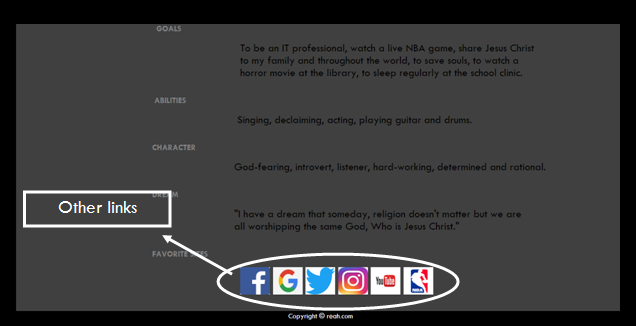 GOALS
To be an IT professional, watch a live NBA game, share Jesus Christ
to my family and throughout the world, to save souls, to watch a
horror movie at the library, to sleep regularly at the school clinic.
ABILITIES
Singing, declaiming, acting, playing guitar and drums.
CHARACTER
God-fearing, introvert, listener, hard-working, determined and rational.
DREAM
Other links
"I have a dream that someday, religion doesn't matter but we are
all worshipping the same God, Who is Jesus Christ."
FAVORITE SITES
f G You Tube NBA
Copyright © reah.com